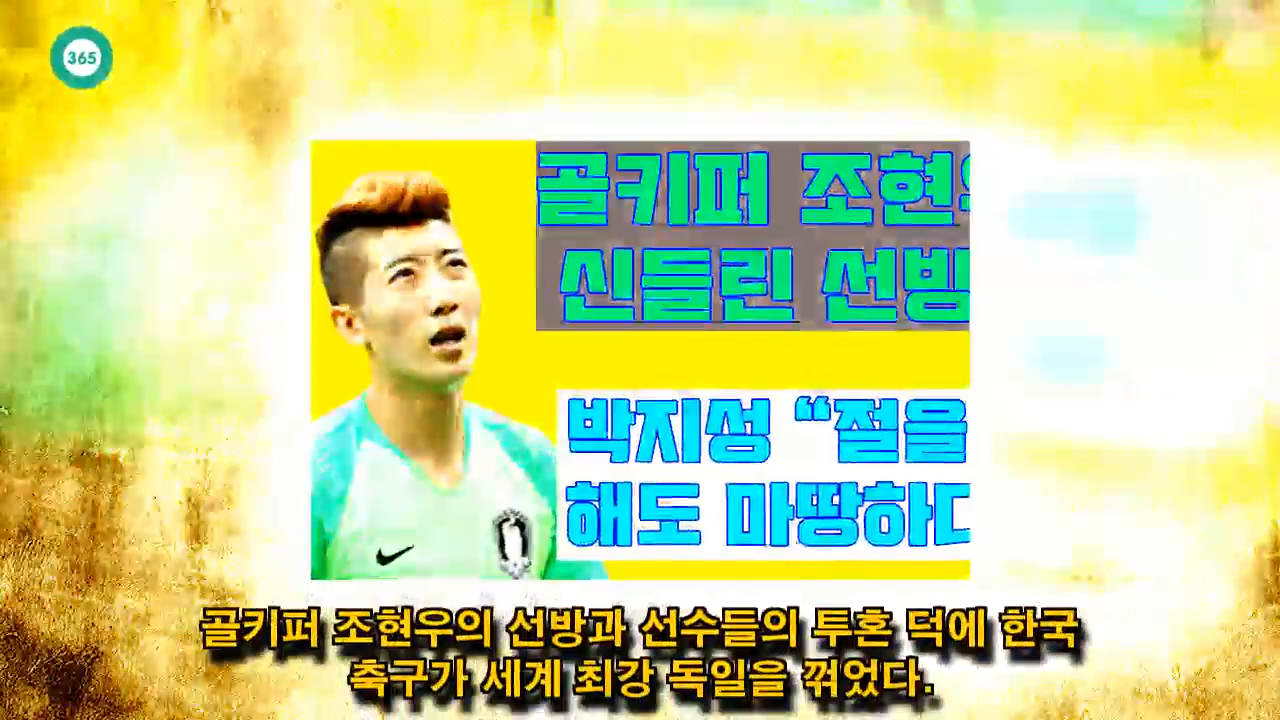 365
골키퍼 조현우
신들린 선방
박지성 “절을
해도 마땅하다
골키퍼 조현우의 선방과 선수들의 투혼 덕에 한국
축구가 세계 최강 독일을 꺾었다.